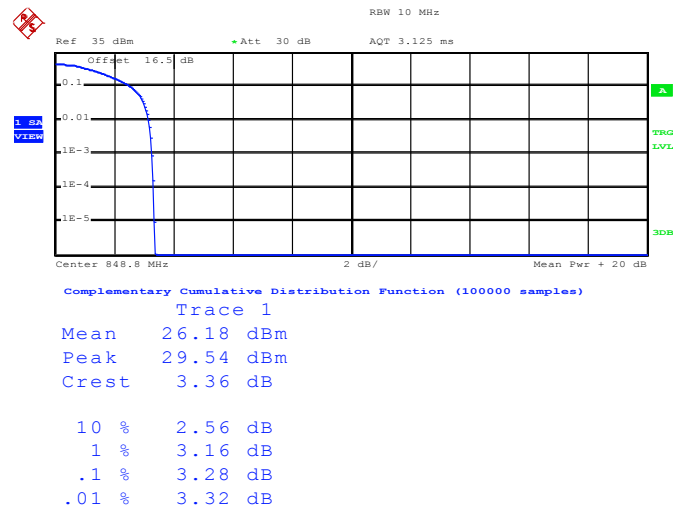 RBW 10 MHz
Ref 35 dBm *Att 30 dB AQT 3.125 ms
Offset 16.5 dB
0.1
A
0.01
1 SA
VIEW
TRG
LVL
1E-3
1E-4
1E-5
3DB
Center 848.8 MHz 2 dB/ Mean Pwr + 20 dB
Complementary Cumulative Distribution Function (100000 samples)
Trace 1
Mean 26.18 dBm
Peak 29.54 dBm
Crest 3.36 dB
10 % 2.56 dB
1 % 3.16 dB
.1 % 3.28 dB
.01 % 3.32 dB
R
S